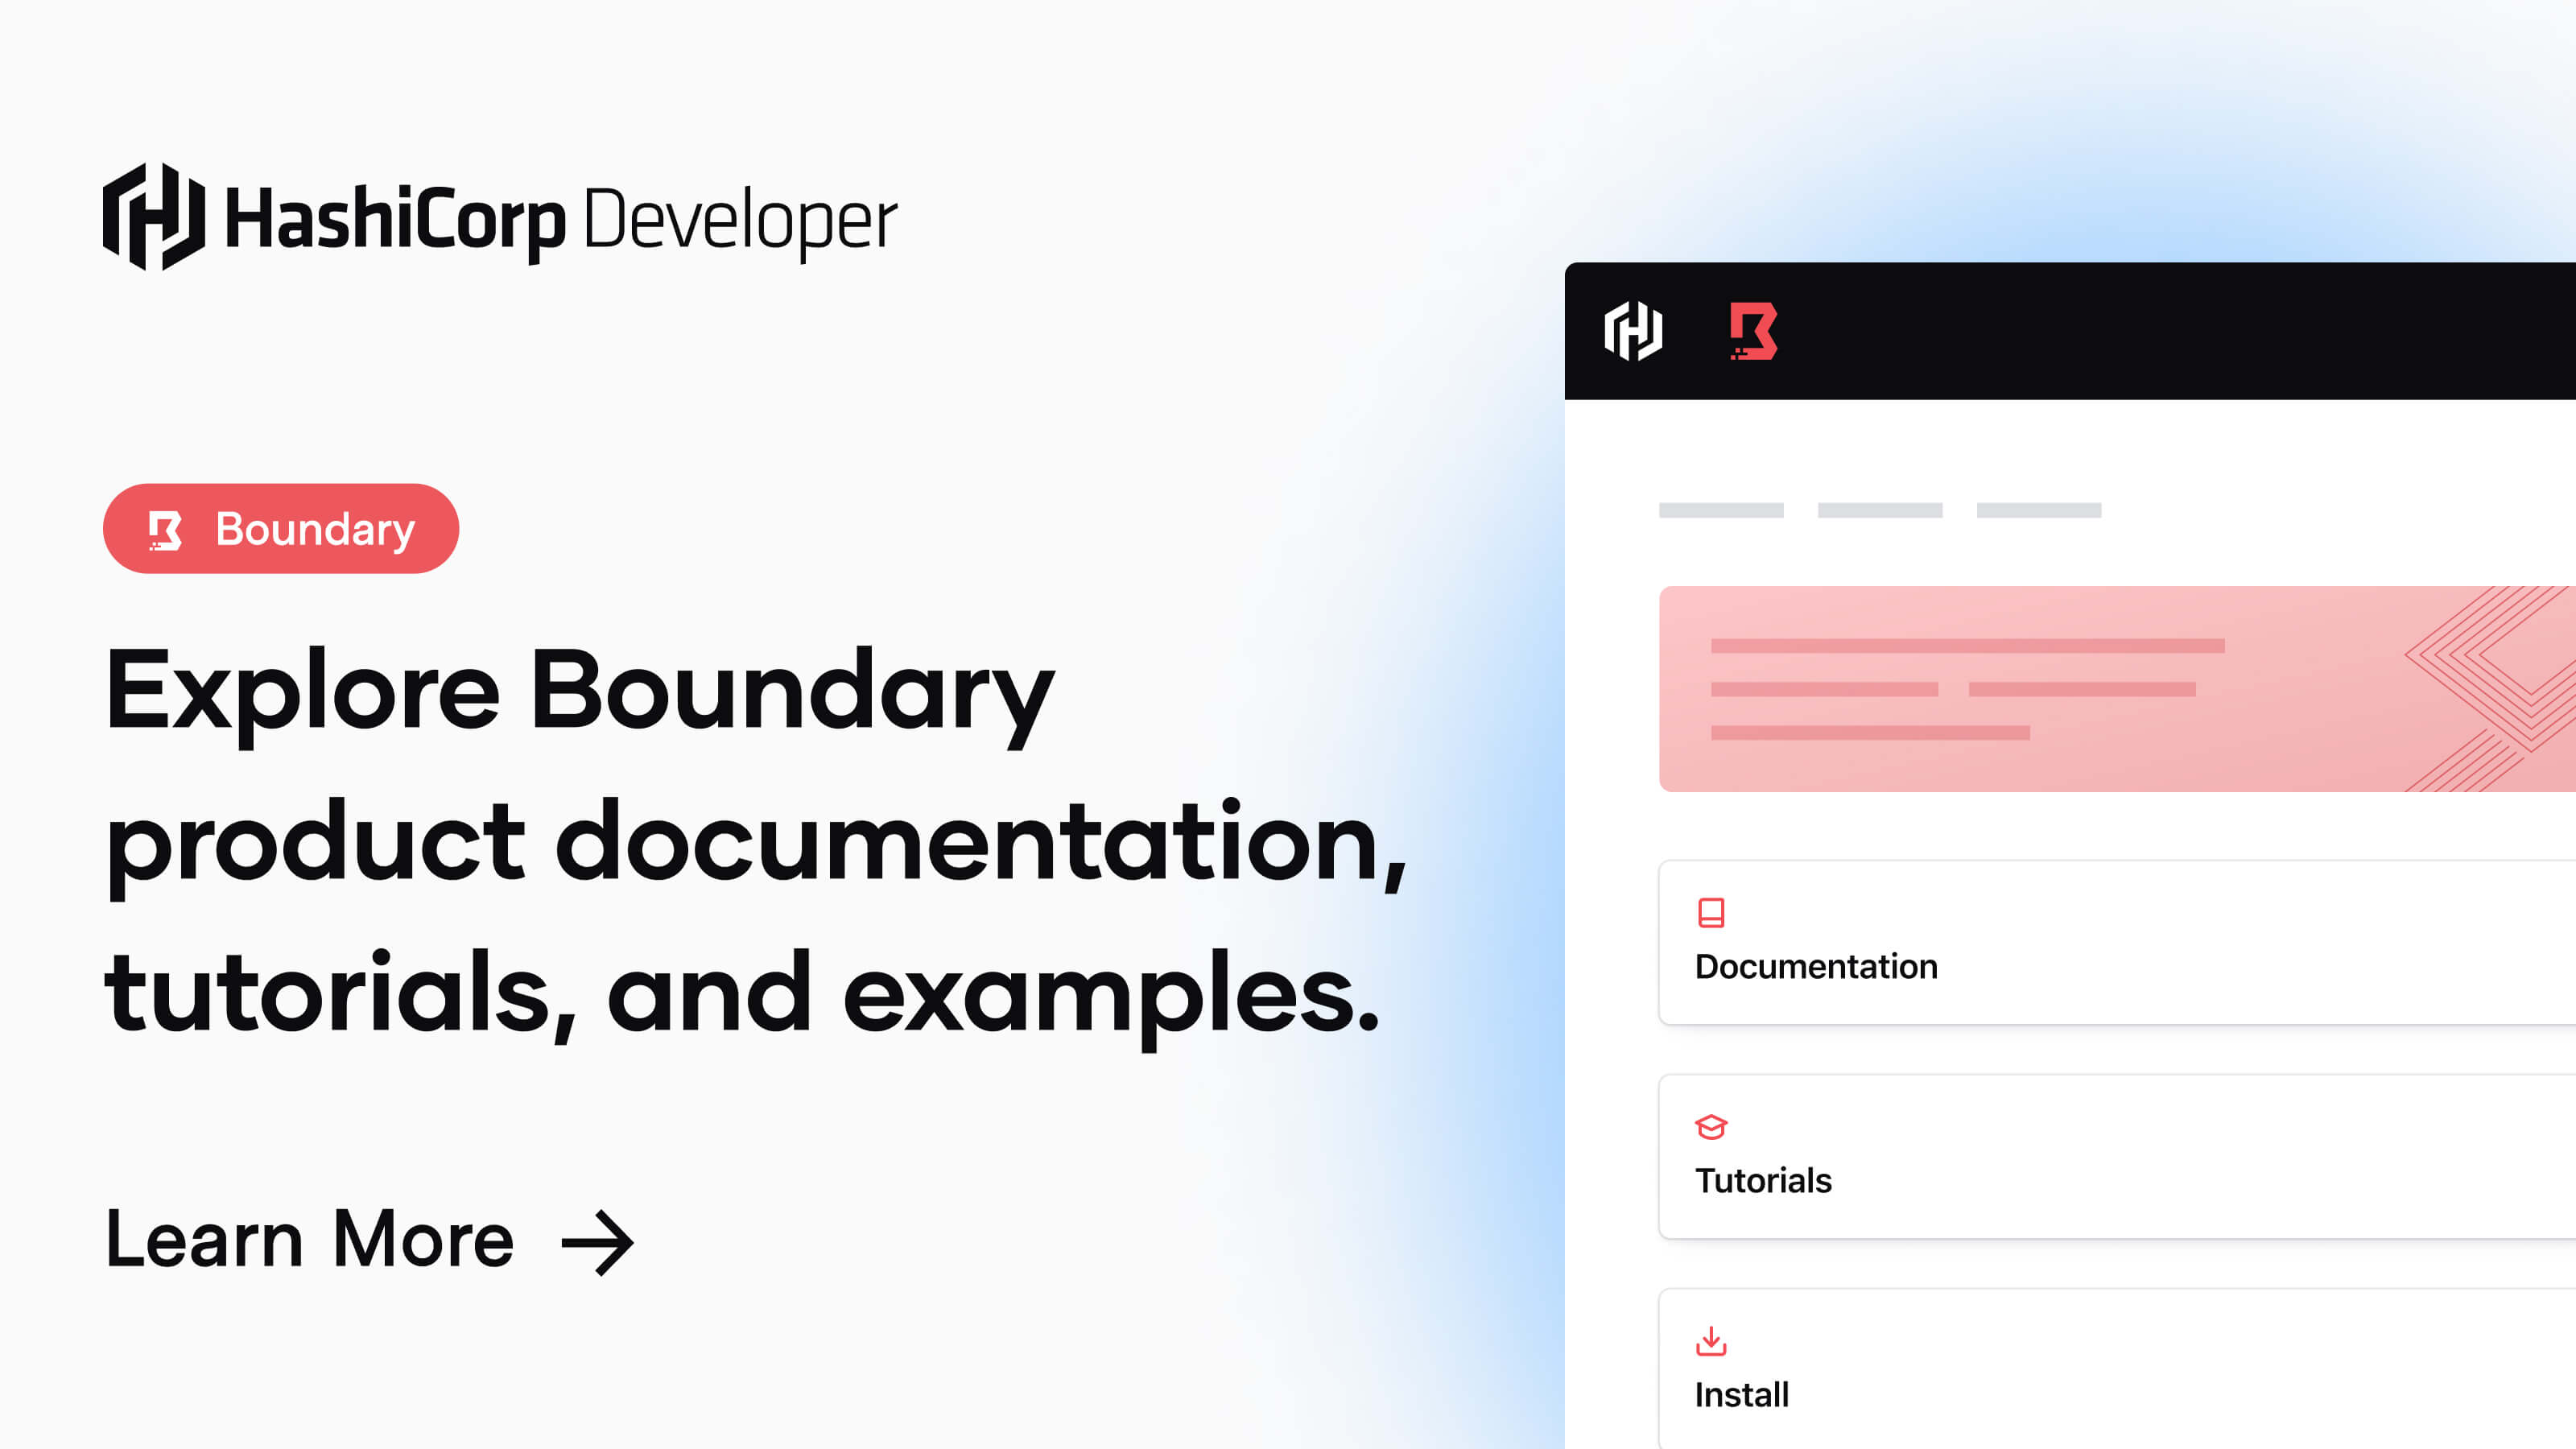 HashiCorp Developer
Boundary
Explore Boundary
product documentation,
tutorials, and examples.
Learn More
Documentation
Tutorials
Install